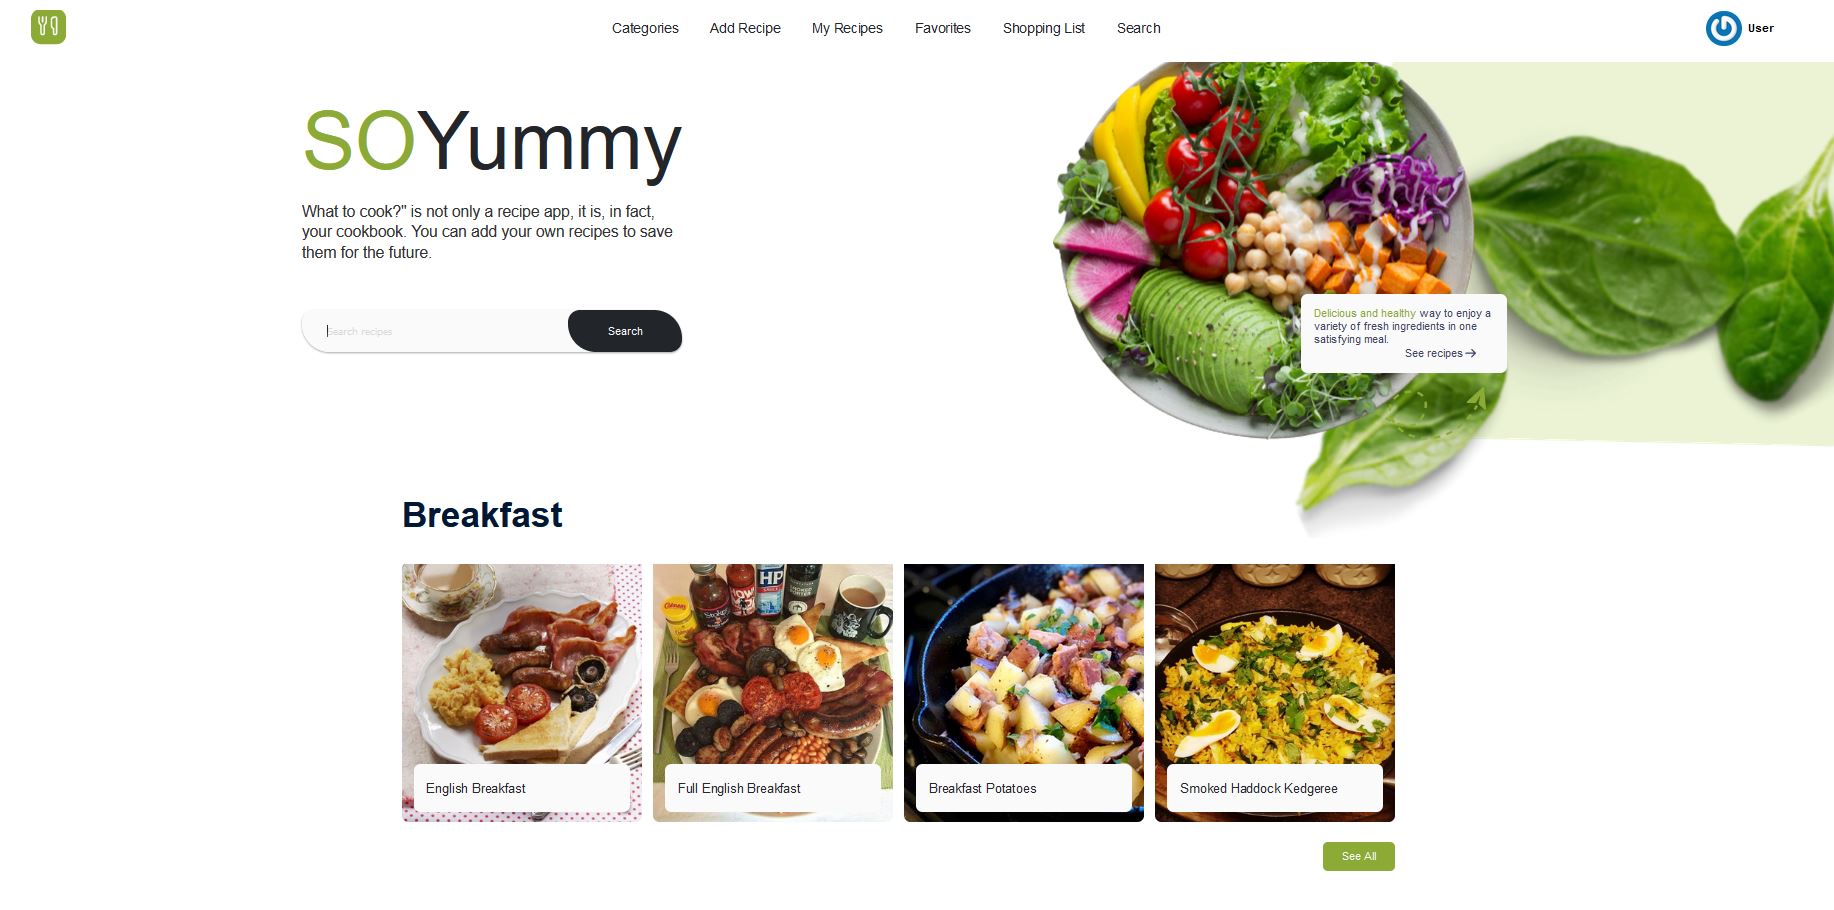 Categories Add Recipe My Recipes Favorites Shopping List Search User
SOYummy
What to cook?" is not only a recipe app, it is, in fact,
your cookbook. You can add your own recipes to save
them for the future.
Search recipes Search
Delicious and healthy way to enjoy a
variety of fresh ingredients in one
satisfying meal.
See recipes
Breakfast
HP
English Breakfast
Full English Breakfast
Breakfast Potatoes
Smoked Haddock Kedgeree
See All